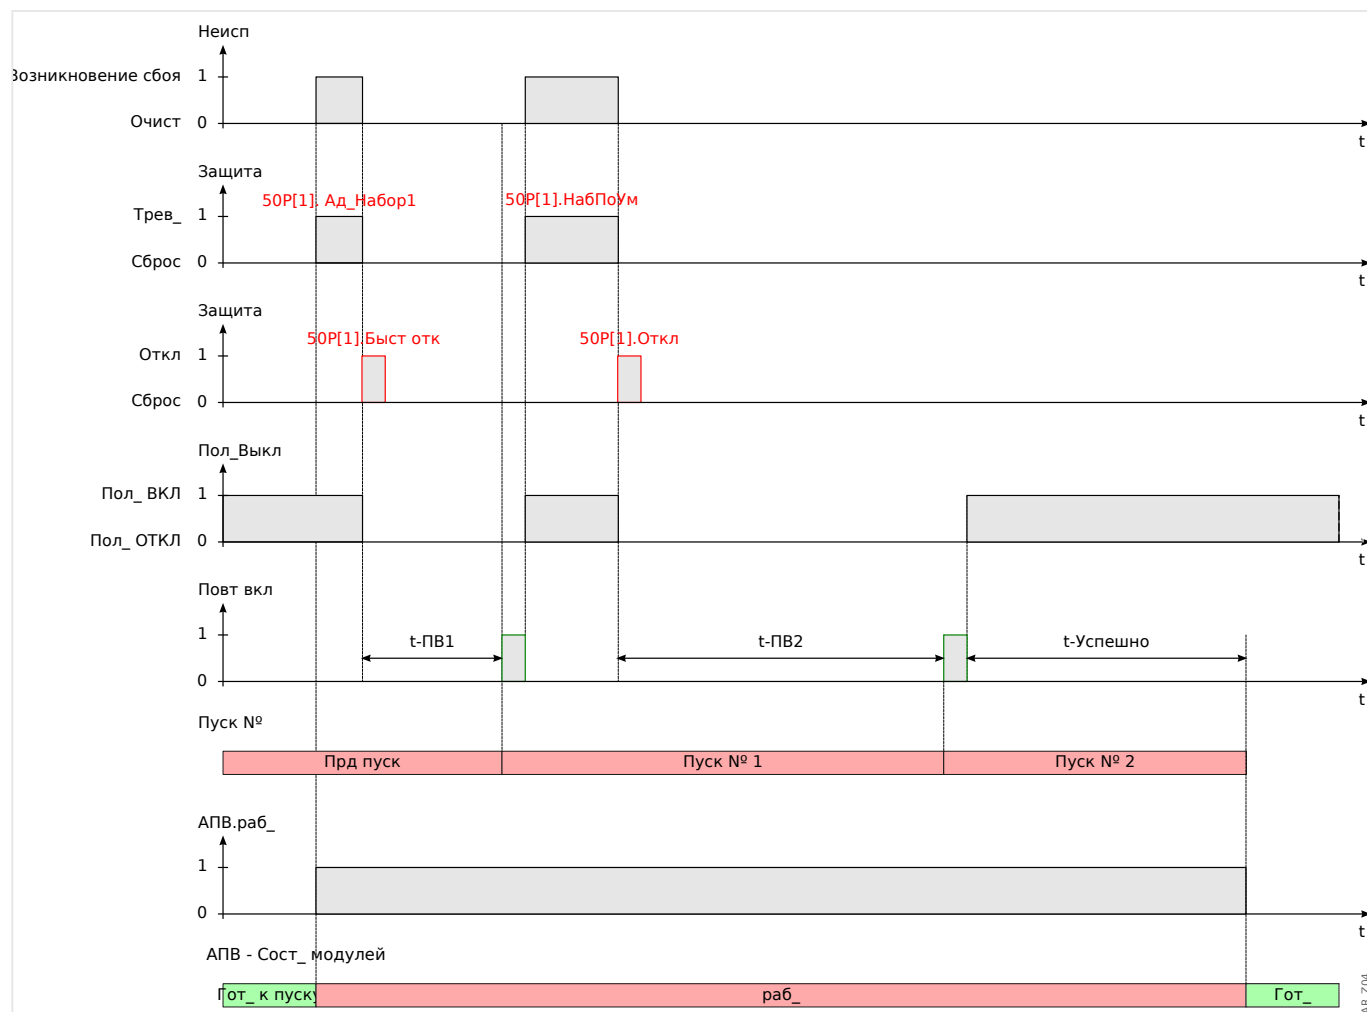 Неисп
Возникновение сбоя 1
Очист 0
t
Защита
50P[1]. Ад_Набор1 50P[1].НабПоУм
Трев_ 1
Сброс 0
t
Защита
50P[1].Быст отк 50P[1].Откл
Откл 1
Сброс 0
t
Пол_Выкл
Пол_ ВКЛ 1
Пол_ ОТКЛ 0
t
Повт вкл
1 t-ПВ1 t-ПВ2 t-Успешно
0
t
Пуск №
Прд пуск Пуск № 1 Пуск № 2
АПВ.раб_
1
0
t
АПВ - Сост_ модулей
Гот_ к пуску раб_ Гот_
AR_Z04